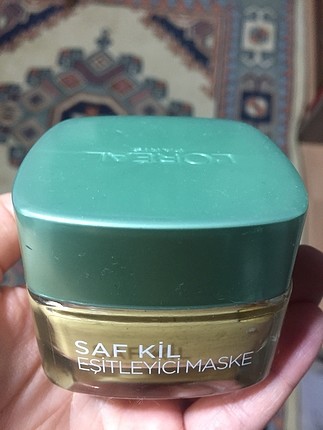 L'ORÉAL
PARIS
SAF KİL
EŞİTLEYİCİ MASKE